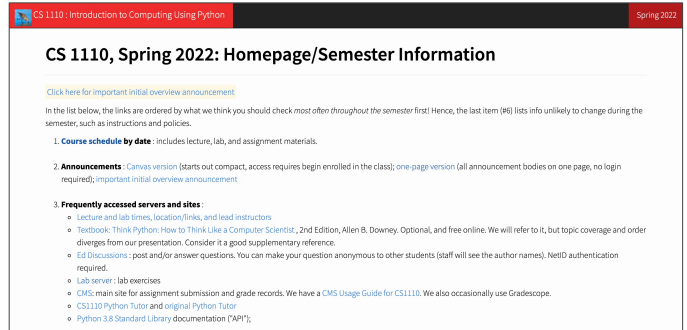 CS 1110 : Introduction to Computing Using Python
Spring 2022
CS 1110, Spring 2022: Homepage/Semester Information
Click here for important initial overview announcement
In the list below, the links are ordered by what we think you should check most often throughout the semester first! Hence, the last item (#6) lists info unlikely to change during the
semester, such as instructions and policies.
1. Course schedule by date : includes lecture, lab, and assignment materials.
2. Announcements : Canvas version (starts out compact, access requires begin enrolled in the class); one-page version (all announcement bodies on one page, no login
required); important initial overview announcement
3. Frequently accessed servers and sites :
Lecture and lab times, location/links, and lead instructors
Textbook: Think Python: How to Think Like a Computer Scientist , 2nd Edition, Allen B. Downey. Optional, and free online. We will refer to it, but topic coverage and order
diverges from our presentation. Consider it a good supplementary reference.
Ed Discussions : post and/or answer questions. You can make your question anonymous to other students (staff will see the author names). NetID authentication
required.
Lab server : lab exercises
CMS: main site for assignment submission and grade records. We have a CMS Usage Guide for CS1110. We also occasionally use Gradescope.
CS1110 Python Tutor and original Python Tutor
Python 3.8 Standard Library documentation ("API");